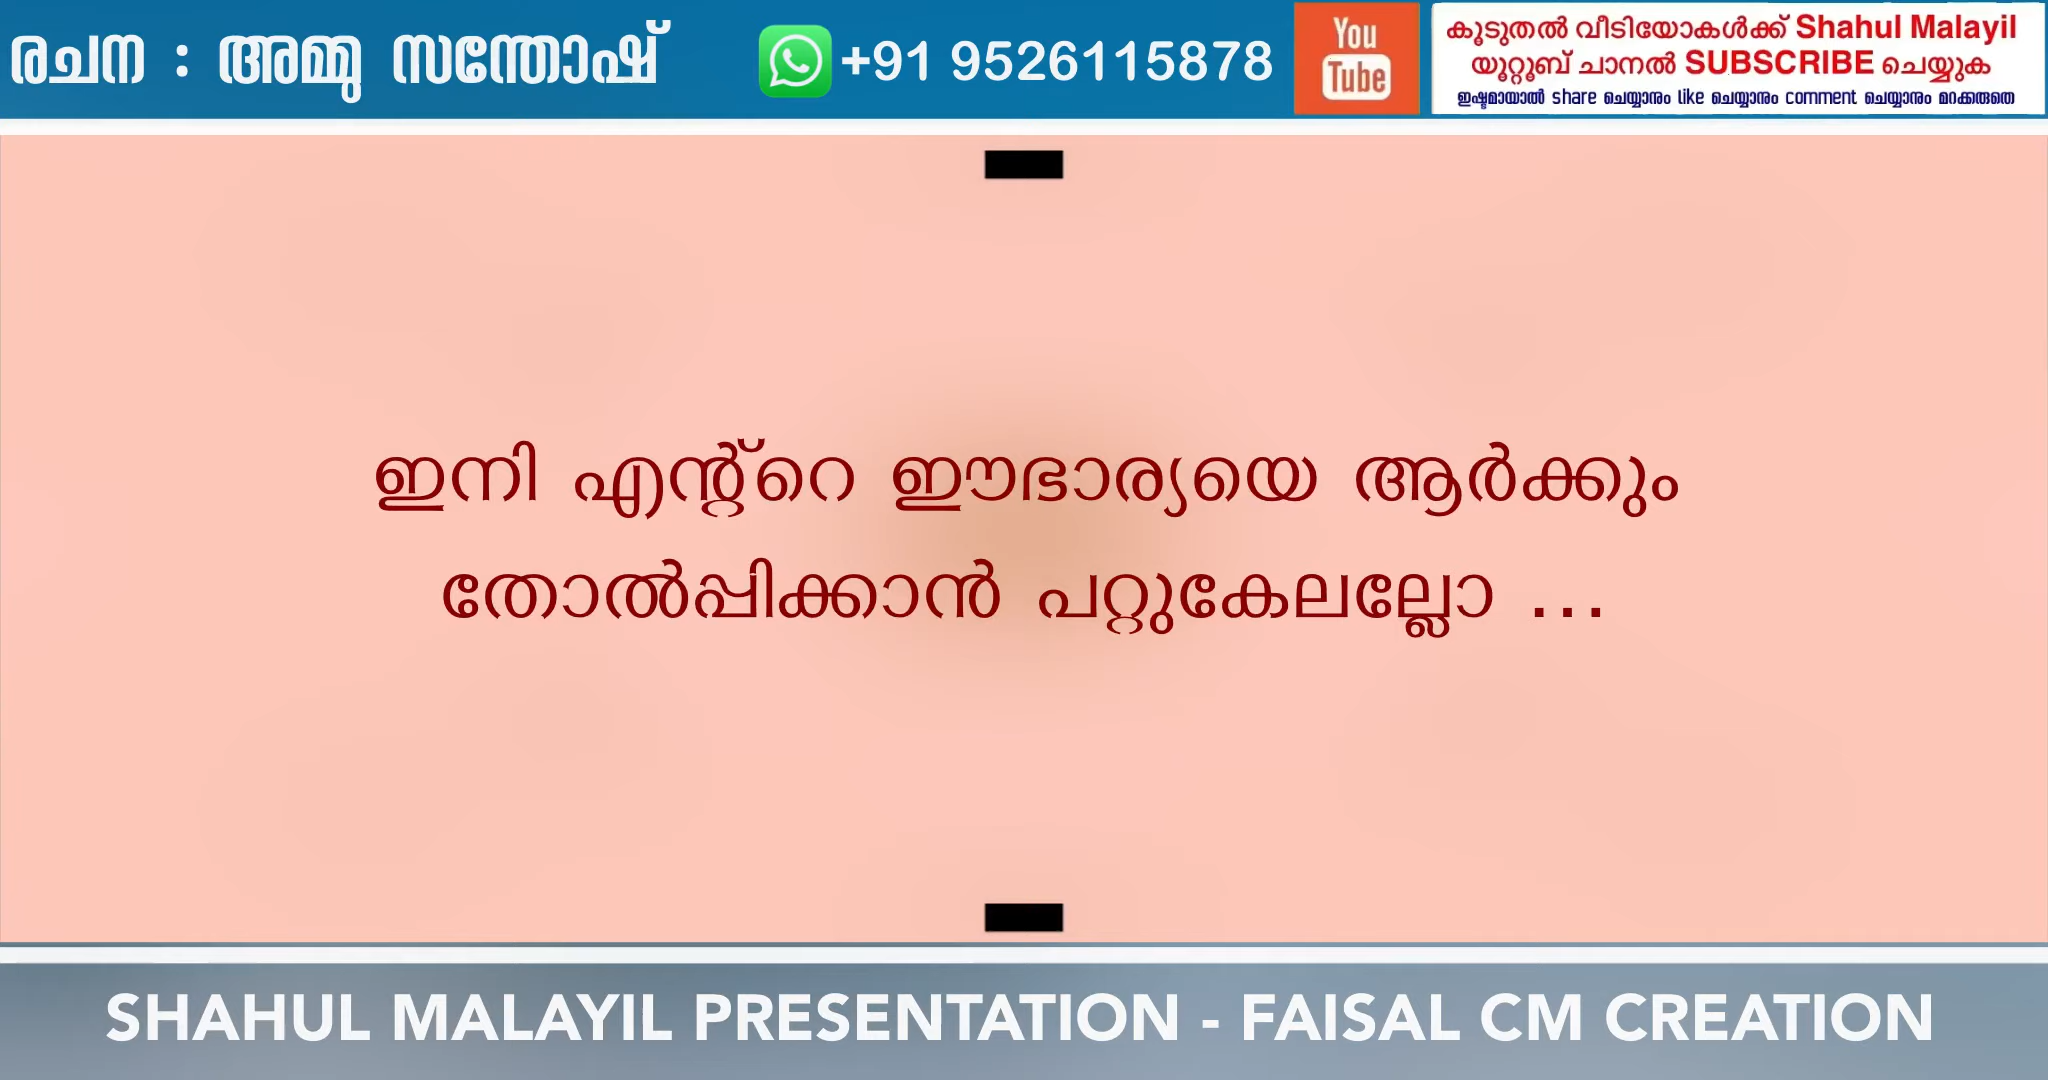 രചന : അമ്മു സന്തോഷ്
+91 9526115878
You
Tube
കൂടുതൽ വീടിയോകൾക്ക് Shahul Malayil
യൂറ്റൂബ് ചാനൽ SUBSCRIBE ചെയ്യുക
ഇഷ്ടമായാൽ share ചെയ്യാനും like ചെയ്യാനും comment ചെയ്യാനും മറക്കരുതെ
ഇനി എന്റ്റെ ഈഭാര്യയെ ആർക്കും
തോൽപ്പിക്കാൻ പറ്റുകേലല്ലോ ...
SHAHUL MALAYIL PRESENTATION - FAISAL CM CREATION